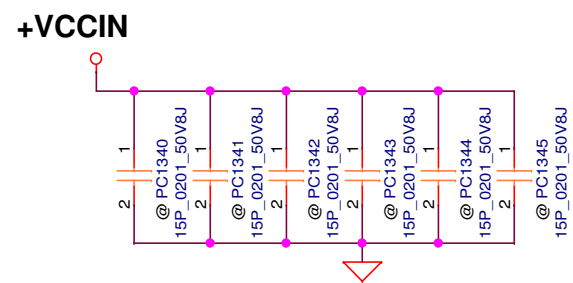 +VCCIN
1
2
@ PC1340
15P_0201_50V8J
1
2
@ PC1341
15P_0201_50V8J
1
2
@ PC1342
15P_0201_50V8J
1
2
@ PC1343
15P_0201_50V8J
1
2
@ PC1344
15P_0201_50V8J
1
2
@ PC1345
15P_0201_50V8J